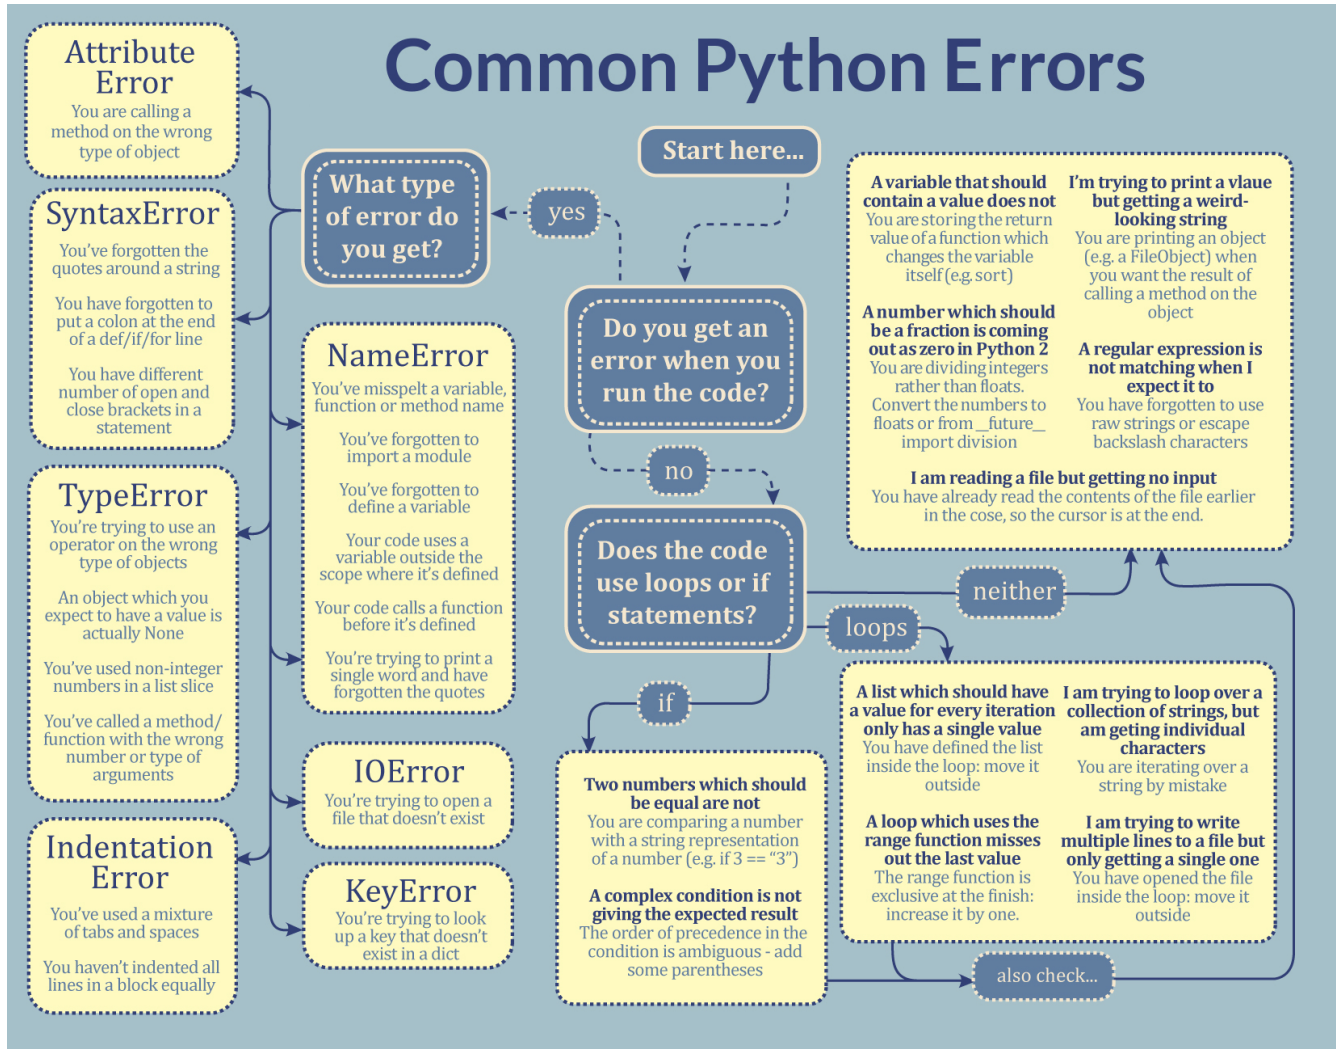 Common Python Errors
Attribute
Error
You are calling a
method on the wrong
type of object
SyntaxError
You've forgotten the
quotes around a string
You have forgotten to
put a colon at the end
of a def/if/for line
You have different
number of open and
close brackets in a
statement
TypeError
You're trying to use an
operator on the wrong
type of objects
An object which you
expect to have a value is
actually None
You've used non-integer
numbers in a list slice
You've called a method/
function with the wrong
number or type of
arguments
Indentation
Error
You've used a mixture
of tabs and spaces
You haven't indented all
lines in a block equally
What type
of error do
you get?
yes
Start here...
Do you get an
error when you
run the code?
no
Does the code
use loops or if
statements?
neither
loops
if
NameError
You've misspelt a variable,
function or method name
You've forgotten to
import a module
You've forgotten to
define a variable
Your code uses a
variable outside the
scope where it's defined
Your code calls a function
before it's defined
You're trying to print a
single word and have
forgotten the quotes
IOError
You're trying to open a
file that doesn't exist
KeyError
You're trying to look
up a key that doesn't
exist in a dict
A variable that should
contain a value does not
You are storing the return
value of a function which
changes the variable
itself (e.g. sort)
A number which should
be a fraction is coming
out as zero in Python 2
You are dividing integers
rather than floats.
Convert the numbers to
floats or from __future__
import division
I'm trying to print a vlaue
but getting a weird-
looking string
You are printing an object
(e.g. a FileObject) when
you want the result of
calling a method on the
object
A regular expression is
not matching when I
expect it to
You have forgotten to use
raw strings or escape
backslash characters
I am reading a file but getting no input
You have already read the contents of the file earlier
in the cose, so the cursor is at the end.
Two numbers which should
be equal are not
You are comparing a number
with a string representation
of a number (e.g. if 3 == "3")
A complex condition is not
giving the expected result
The order of precedence in the
condition is ambiguous - add
some parentheses
A list which should have
a value for every iteration
only has a single value
You have defined the list
inside the loop: move it
outside
A loop which uses the
range function misses
out the last value
The range function is
exclusive at the finish:
increase it by one.
I am trying to loop over a
collection of strings, but
am geting individual
characters
You are iterating over a
string by mistake
I am trying to write
multiple lines to a file but
only getting a single one
You have opened the file
inside the loop: move it
outside
also check...